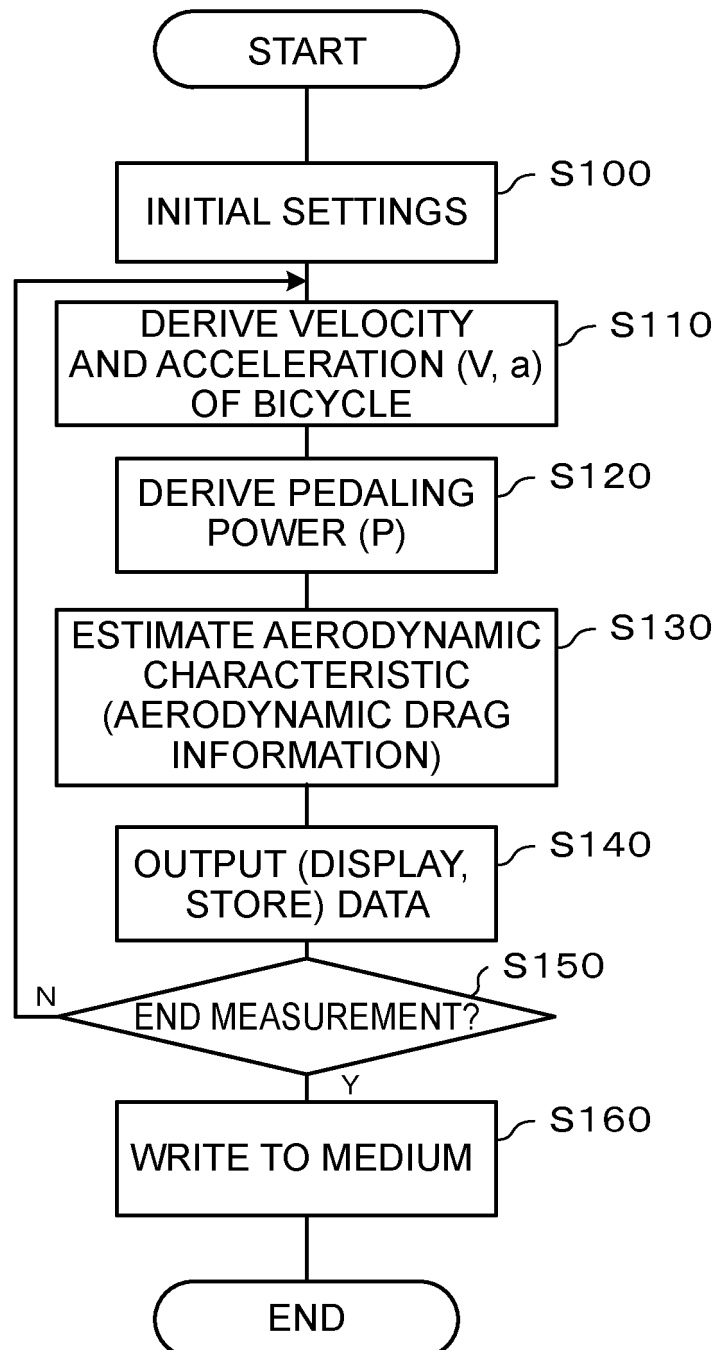 START
INITIAL SETTINGS
S100
DERIVE VELOCITY
AND ACCELERATION (V, a)
OF BICYCLE
S110
DERIVE PEDALING
POWER (P)
S120
ESTIMATE AERODYNAMIC
CHARACTERISTIC
(AERODYNAMIC DRAG
INFORMATION)
S130
OUTPUT (DISPLAY,
STORE) DATA
S140
END MEASUREMENT?
S150
N
Y
WRITE TO MEDIUM
S160
END